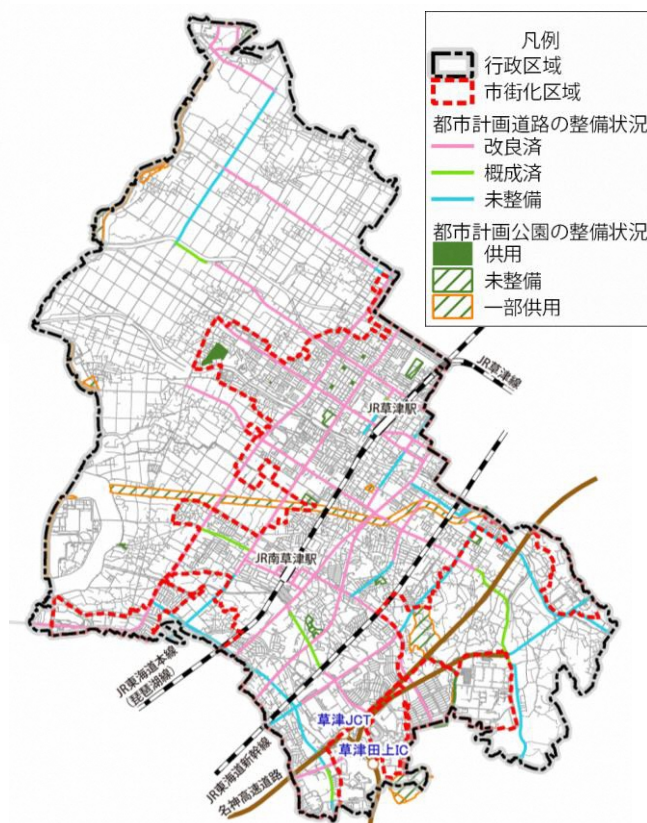 凡例
行政区域
市街化区域
都市計画道路の整備状況
改良済
概成済
未整備
都市計画公園の整備状況
供用
未整備
一部供用
JR草津線
JR草津駅
JR南草津駅
JR東海道本線
(琵琶湖線)
草津JCT
草津田上IC
JR東海道新幹線
名神高速道路